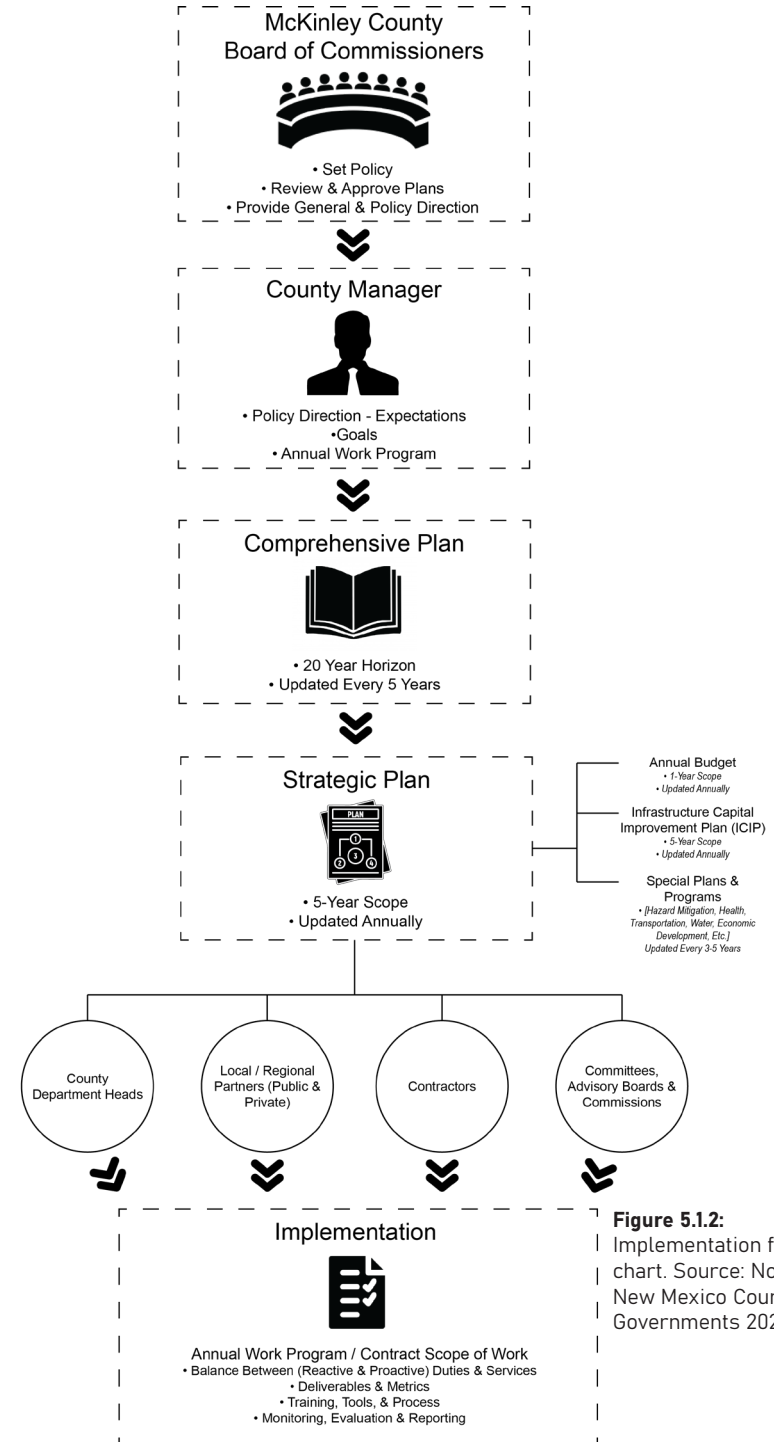 McKinley County
Board of Commissioners
• Set Policy
• Review & Approve Plans
• Provide General & Policy Direction
County Manager
• Policy Direction - Expectations
•Goals
• Annual Work Program
Comprehensive Plan
• 20 Year Horizon
• Updated Every 5 Years
Strategic Plan
PLAN
1
2
3
4
• 5-Year Scope
• Updated Annually
Annual Budget
• 1-Year Scope
• Updated Annually
Infrastructure Capital
Improvement Plan (ICIP)
• 5-Year Scope
• Updated Annually
Special Plans &
Programs
• [Hazard Mitigation, Health,
Transportation, Water, Economic
Development, Etc.]
Updated Every 3-5 Years
County
Department Heads
Local / Regional
Partners (Public &
Private)
Contractors
Committees,
Advisory Boards &
Commissions
Implementation
Annual Work Program / Contract Scope of Work
• Balance Between (Reactive & Proactive) Duties & Services
• Deliverables & Metrics
• Training, Tools, & Process
• Monitoring, Evaluation & Reporting
Figure 5.1.2:
Implementation
chart. Source:
New Mexico
Governments